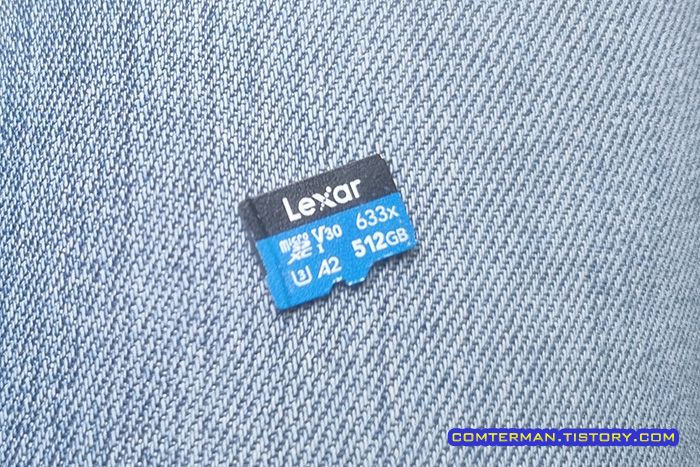 Lexar
633x
micro SD XC I V30
512GB
U3 A2
COMTERMAN.TISTORY.COM